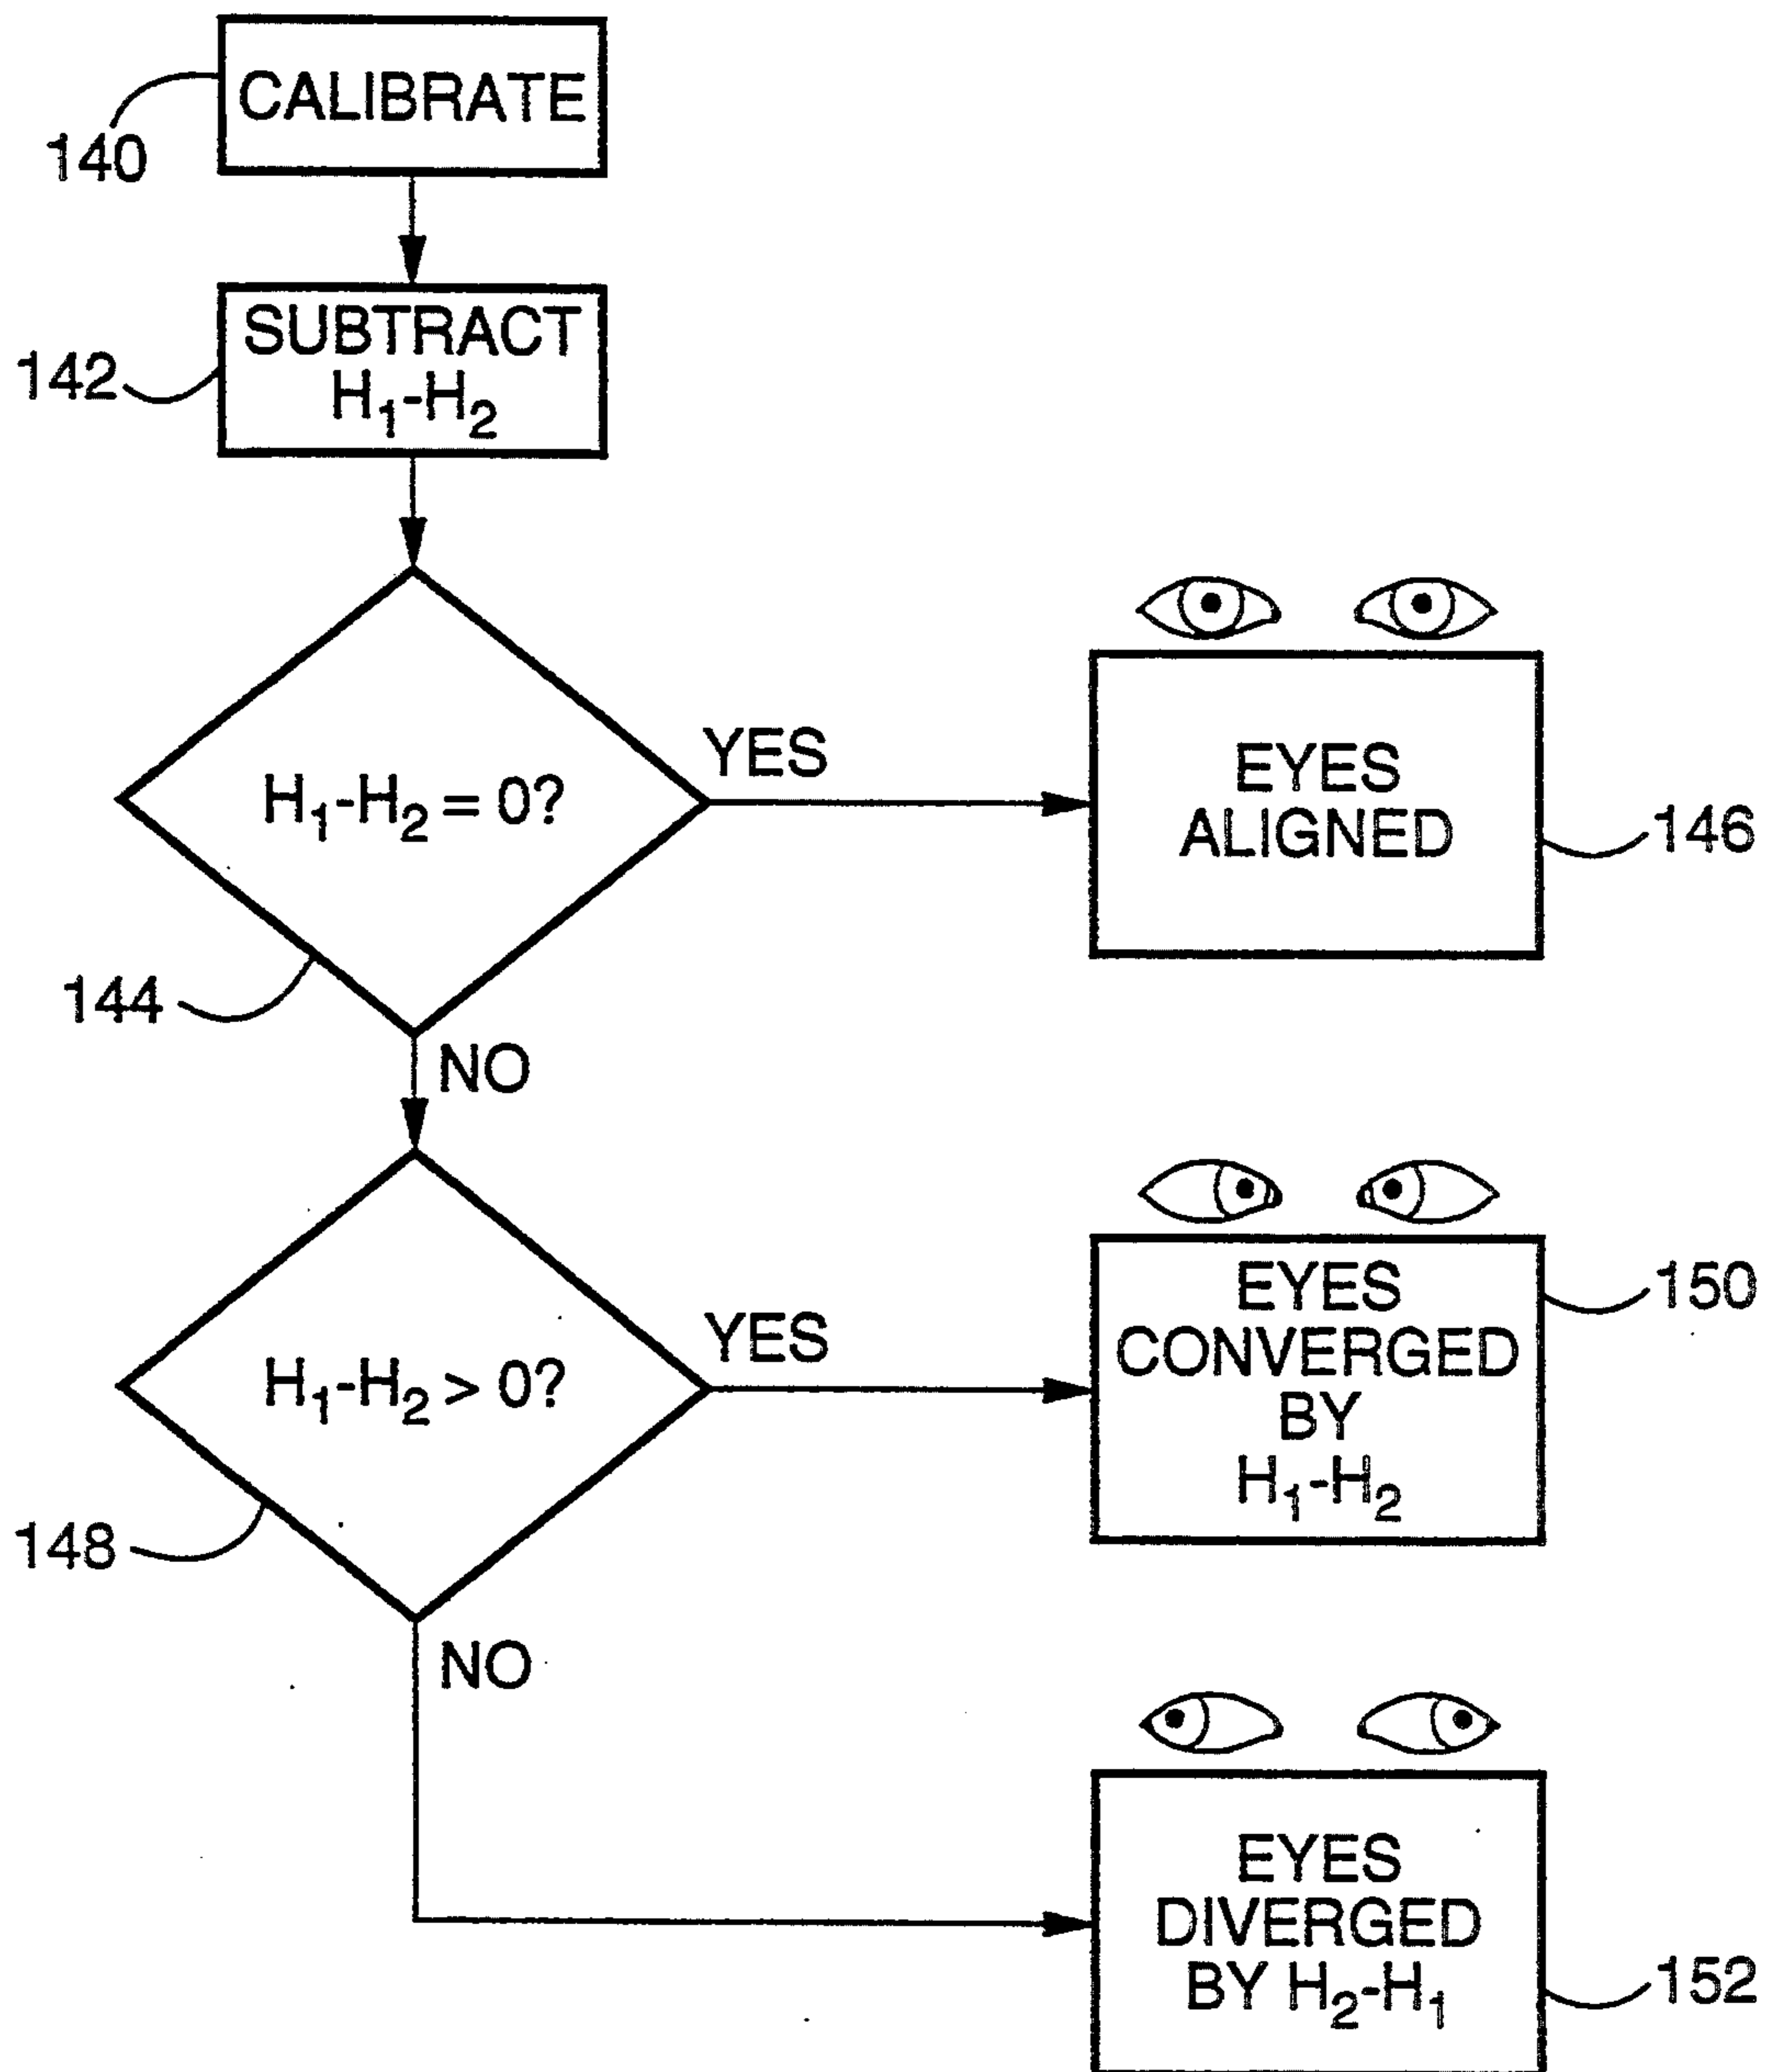 CALIBRATE
140
SUBTRACT
H₁-H₂
142
H₁-H₂ = 0?
YES
144
NO
EYES
ALIGNED
146
H₁-H₂ > 0?
YES
148
NO
EYES
CONVERGED
BY
H₁-H₂
150
EYES
DIVERGED
BY H₂-H₁
152